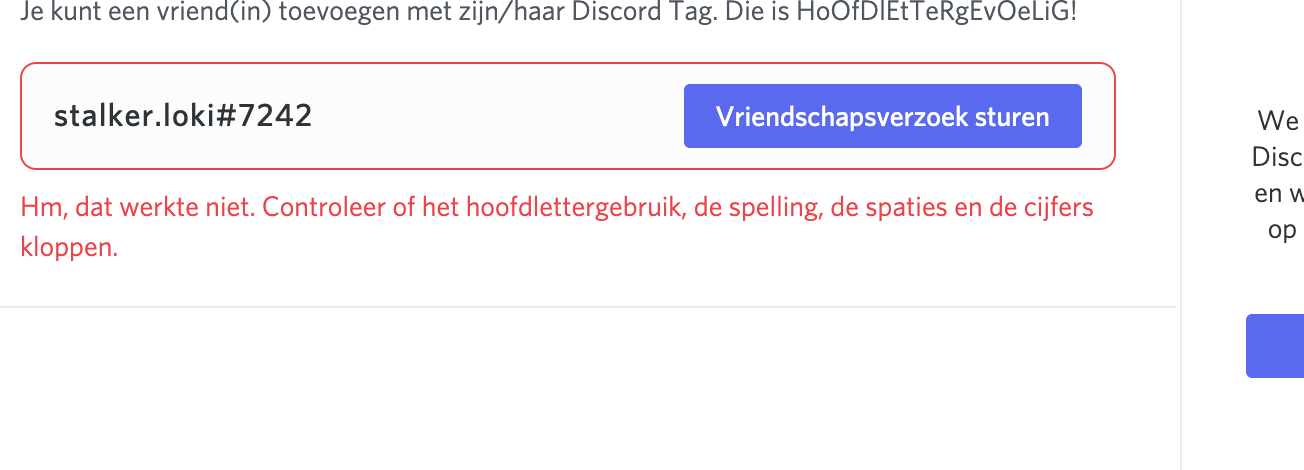 Je kunt een vriend(in) toevoegen met zijn/haar Discord Tag. Die is HoOfDlEtTeRgEvOeLiG!
stalker.loki#7242
Vriendschapsverzoek sturen
Hm, dat werkte niet. Controleer of het hoofdlettergebruik, de spelling, de spaties en de cijfers
kloppen.
We
Disc
en w
op